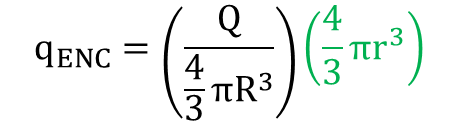 q_ENC = (Q / (4/3 πR³)) (4/3 πr³)